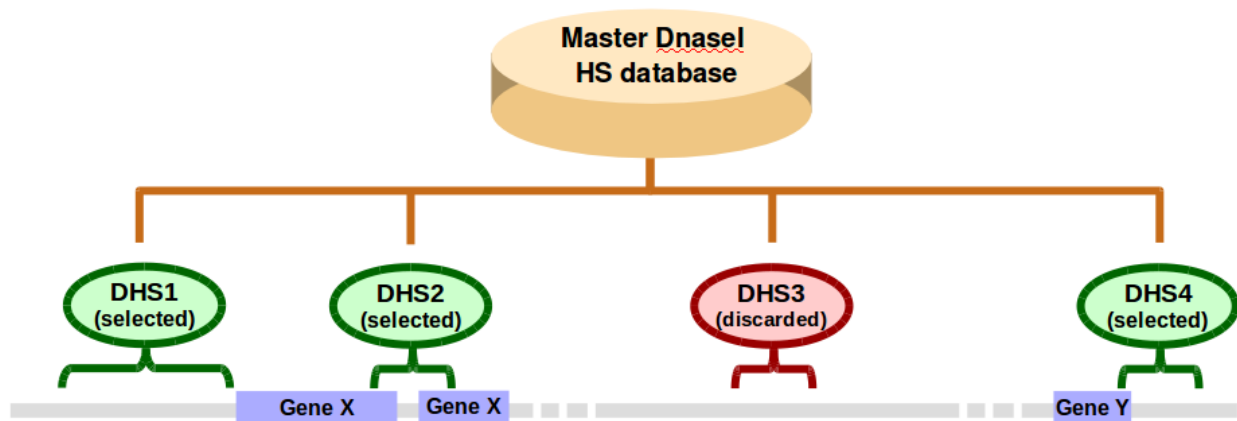 Master DnaseI
HS database
DHS1
(selected)
DHS2
(selected)
DHS3
(discarded)
DHS4
(selected)
Gene X
Gene X
Gene Y